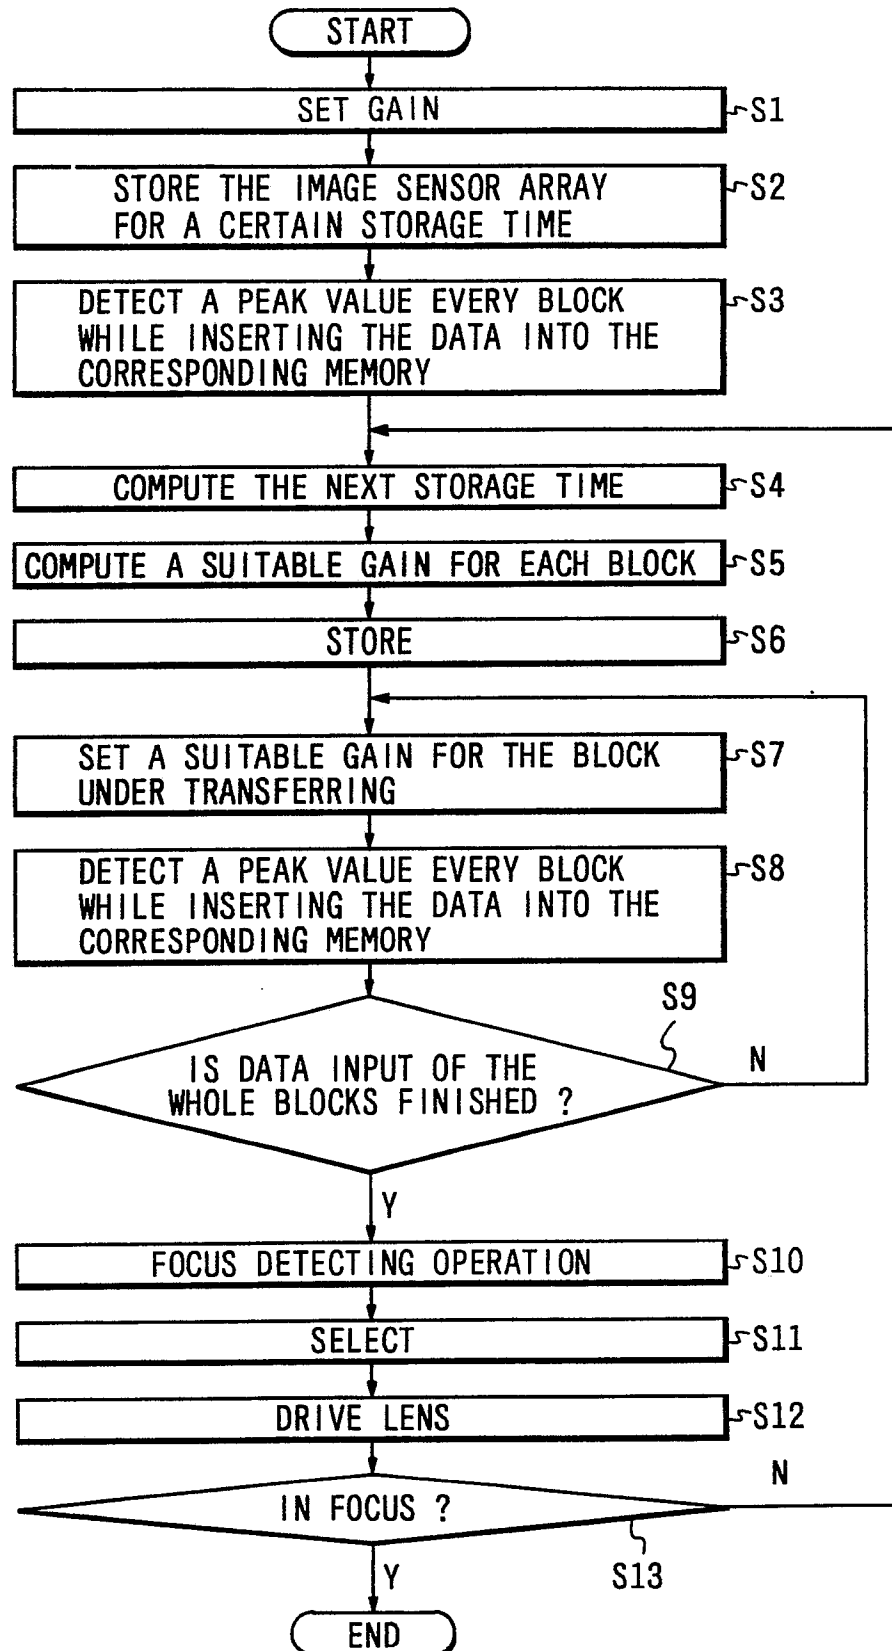 START
SET GAIN
S1
STORE THE IMAGE SENSOR ARRAY
FOR A CERTAIN STORAGE TIME
S2
DETECT A PEAK VALUE EVERY BLOCK
WHILE INSERTING THE DATA INTO THE
CORRESPONDING MEMORY
S3
COMPUTE THE NEXT STORAGE TIME
S4
COMPUTE A SUITABLE GAIN FOR EACH BLOCK
S5
STORE
S6
SET A SUITABLE GAIN FOR THE BLOCK
UNDER TRANSFERRING
S7
DETECT A PEAK VALUE EVERY BLOCK
WHILE INSERTING THE DATA INTO THE
CORRESPONDING MEMORY
S8
S9
IS DATA INPUT OF THE
WHOLE BLOCKS FINISHED ?
N
Y
FOCUS DETECTING OPERATION
S10
SELECT
S11
DRIVE LENS
S12
IN FOCUS ?
N
S13
Y
END